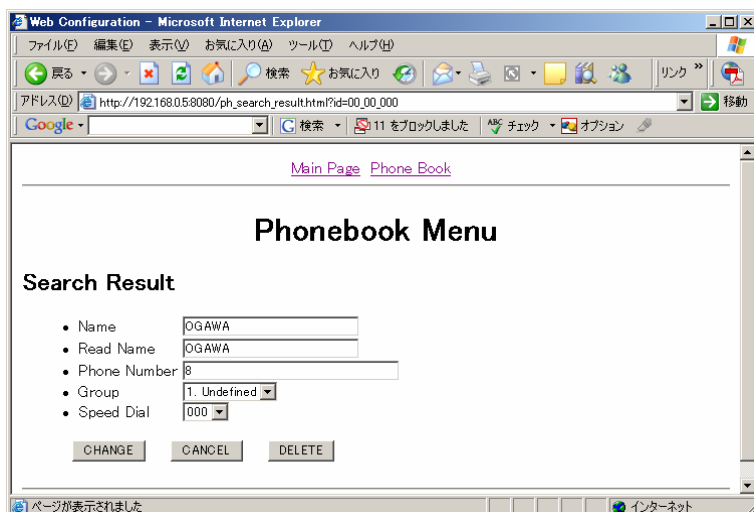 Web Configuration - Microsoft Internet Explorer
ファイル(F) 編集(E) 表示(V) お気に入り(A) ツール(T) ヘルプ(H)
戻る 検索 お気に入り リンク »
アドレス(D) http://192.168.0.5:8080/ph_search_result.html?id=00_00_000 移動
Google 検索 11 をブロックしました ABC チェック オプション
Main Page Phone Book
Phonebook Menu
Search Result
• Name OGAWA
• Read Name OGAWA
• Phone Number 8
• Group 1. Undefined
• Speed Dial 000
CHANGE CANCEL DELETE
ページが表示されました インターネット